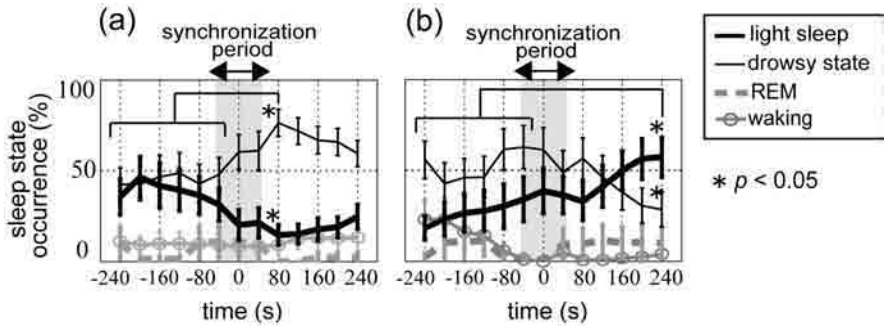 (a)
synchronization
period
(b)
synchronization
period
light sleep
drowsy state
REM
waking
* p < 0.05
sleep state
occurrence (%)
100
50
0
*
*
*
*
-240 -160 -80 0 80 160 240
-240 -160 -80 0 80 160 240
time (s)
time (s)